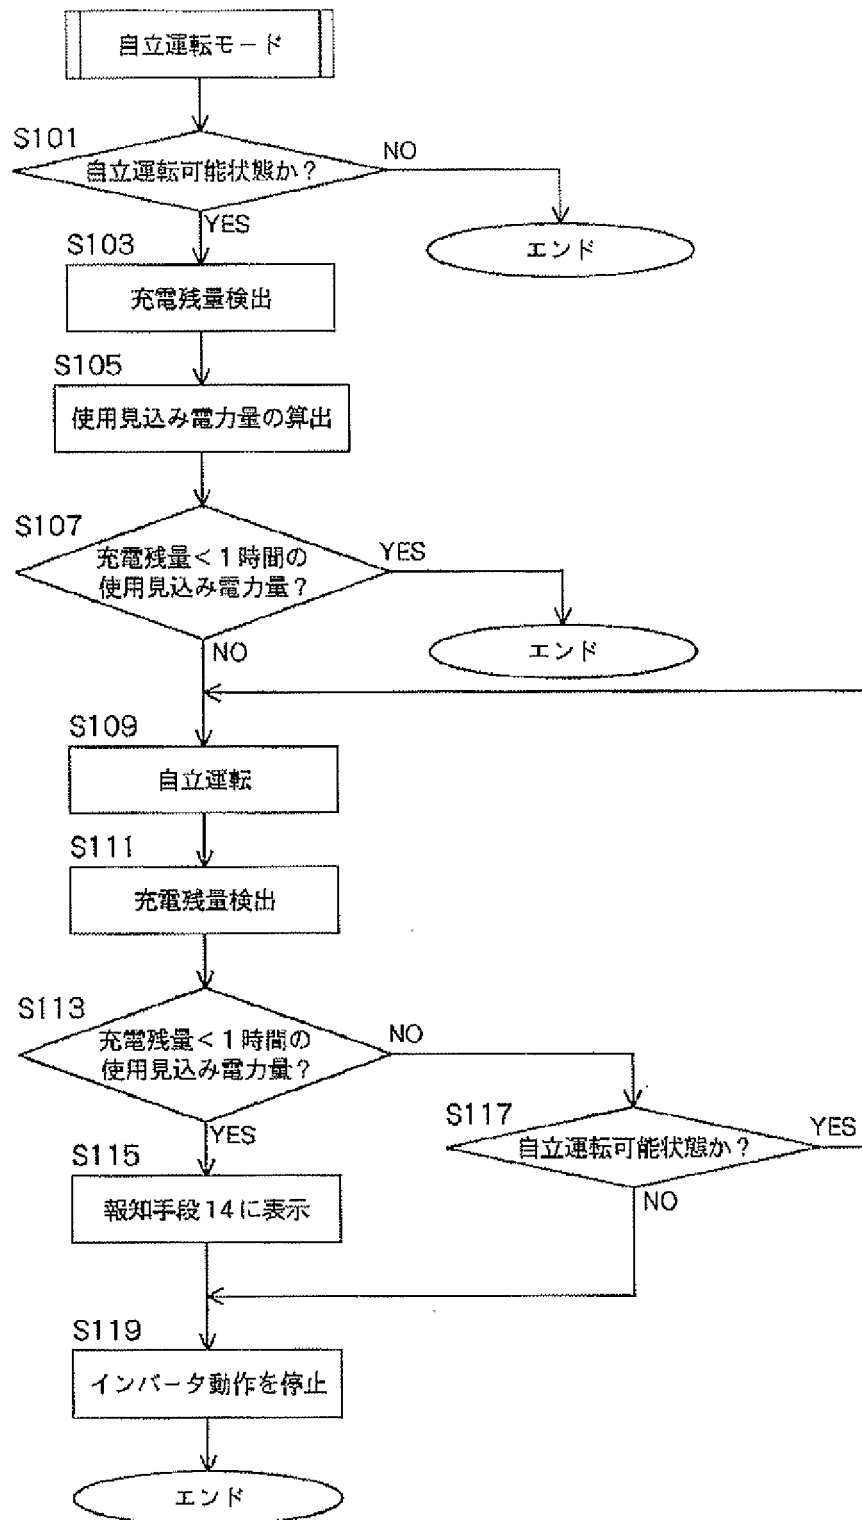 自立運転モード
S101
自立運転可能状態か？
NO
YES
エンド
S103
充電残量検出
S105
使用見込み電力量の算出
S107
充電残量＜１時間の
使用見込み電力量？
YES
NO
エンド
S109
自立運転
S111
充電残量検出
S113
充電残量＜１時間の
使用見込み電力量？
NO
YES
S117
自立運転可能状態か？
YES
NO
S115
報知手段14に表示
S119
インバータ動作を停止
エンド